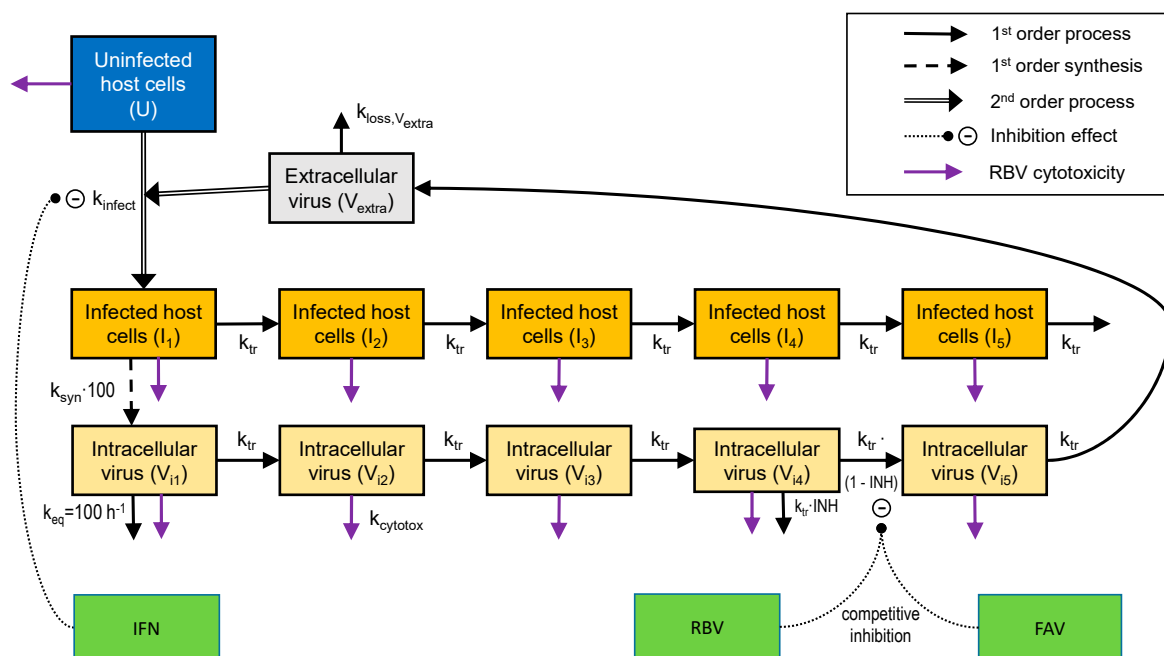 Uninfected
host cells
(U)
1st order process
1st order synthesis
2nd order process
⊖ Inhibition effect
RBV cytotoxicity
kloss,Vextra
Extracellular
virus (Vextra)
⊖ kinfect
Infected host
cells (I1)
ktr
Infected host
cells (I2)
ktr
Infected host
cells (I3)
ktr
Infected host
cells (I4)
ktr
Infected host
cells (I5)
ktr
ksyn·100
Intracellular
virus (Vi1)
ktr
Intracellular
virus (Vi2)
ktr
Intracellular
virus (Vi3)
ktr
Intracellular
virus (Vi4)
ktr ·
(1 - INH)
⊖
Intracellular
virus (Vi5)
ktr
keq=100 h-1
kcytotox
ktr·INH
IFN
RBV
competitive
inhibition
FAV